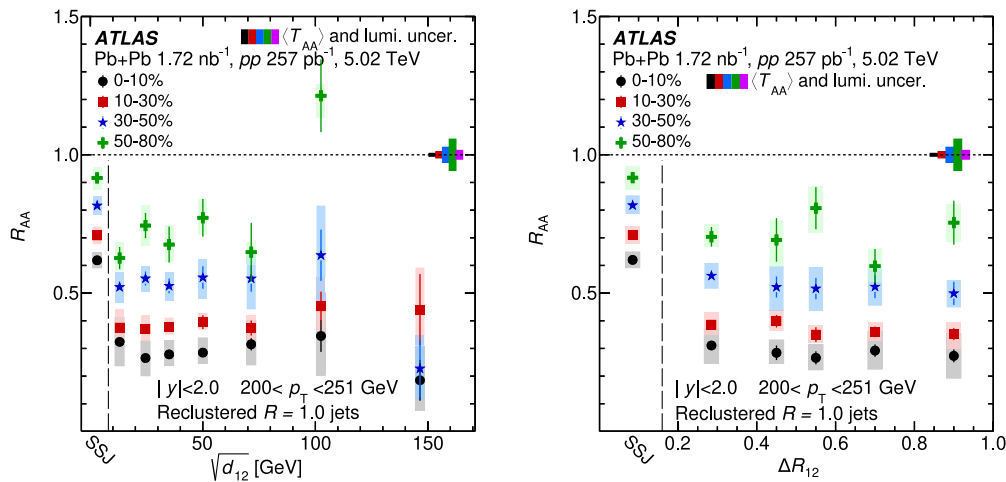 ATLAS
⟨T_AA⟩ and lumi. uncer.
Pb+Pb 1.72 nb⁻¹, pp 257 pb⁻¹, 5.02 TeV
0-10%
10-30%
30-50%
50-80%
1.5
1.0
0.5
R_AA
| y|<2.0 200< p_T <251 GeV
Reclustered R = 1.0 jets
SSJ
50
100
150
√d₁₂ [GeV]
ATLAS
Pb+Pb 1.72 nb⁻¹, pp 257 pb⁻¹, 5.02 TeV
⟨T_AA⟩ and lumi. uncer.
0-10%
10-30%
30-50%
50-80%
1.5
1.0
0.5
R_AA
| y|<2.0 200< p_T <251 GeV
Reclustered R = 1.0 jets
SSJ
0.2
0.4
0.6
0.8
1.0
ΔR₁₂